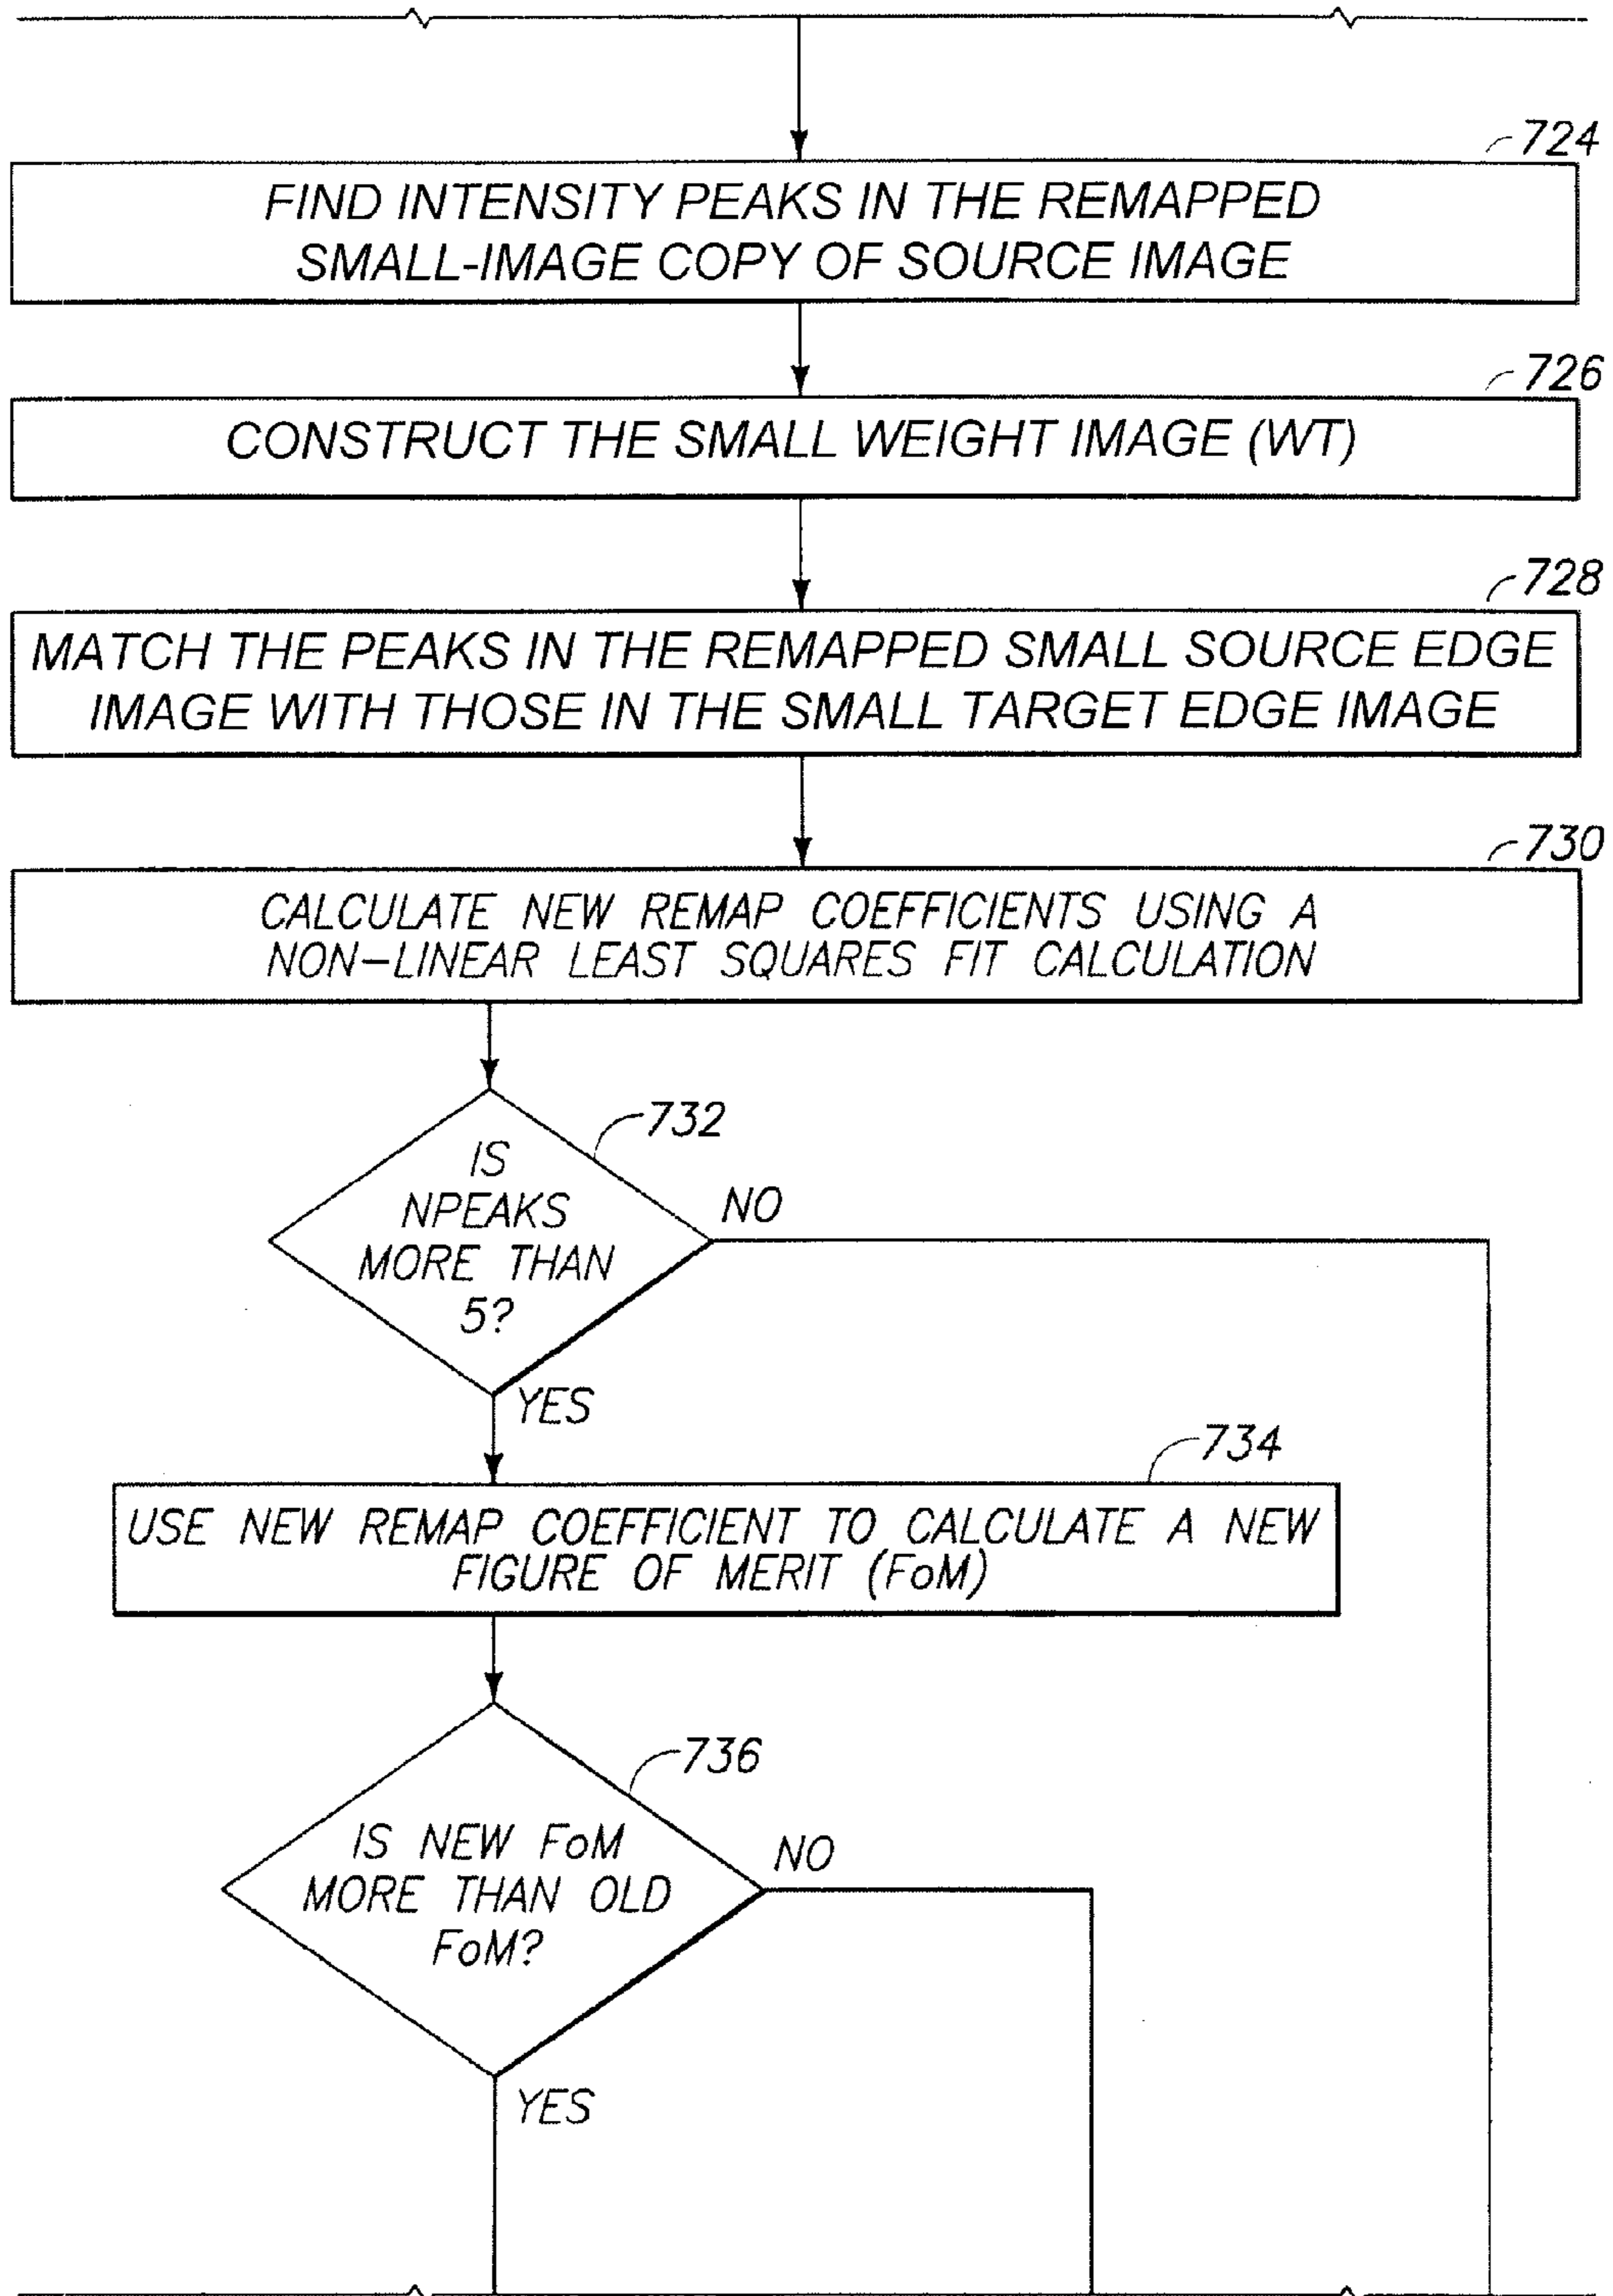 724
FIND INTENSITY PEAKS IN THE REMAPPED
SMALL-IMAGE COPY OF SOURCE IMAGE
726
CONSTRUCT THE SMALL WEIGHT IMAGE (WT)
728
MATCH THE PEAKS IN THE REMAPPED SMALL SOURCE EDGE
IMAGE WITH THOSE IN THE SMALL TARGET EDGE IMAGE
730
CALCULATE NEW REMAP COEFFICIENTS USING A
NON-LINEAR LEAST SQUARES FIT CALCULATION
732
IS
NPEAKS
MORE THAN
5?
NO
YES
734
USE NEW REMAP COEFFICIENT TO CALCULATE A NEW
FIGURE OF MERIT (FoM)
736
IS NEW FoM
MORE THAN OLD
FoM?
NO
YES